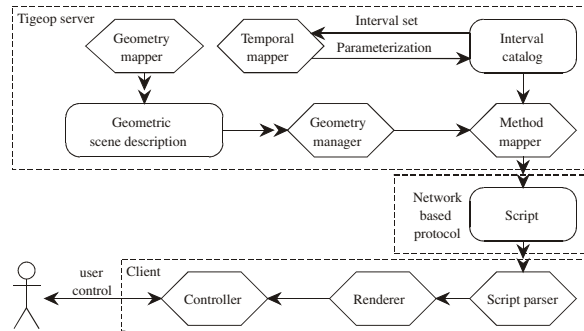 Tigeop server
Interval set
Geometry
mapper
Temporal
mapper
Parameterization
Interval
catalog
Geometric
scene description
Geometry
manager
Method
mapper
Network
based
protocol
Script
user
control
Client
Controller
Renderer
Script parser